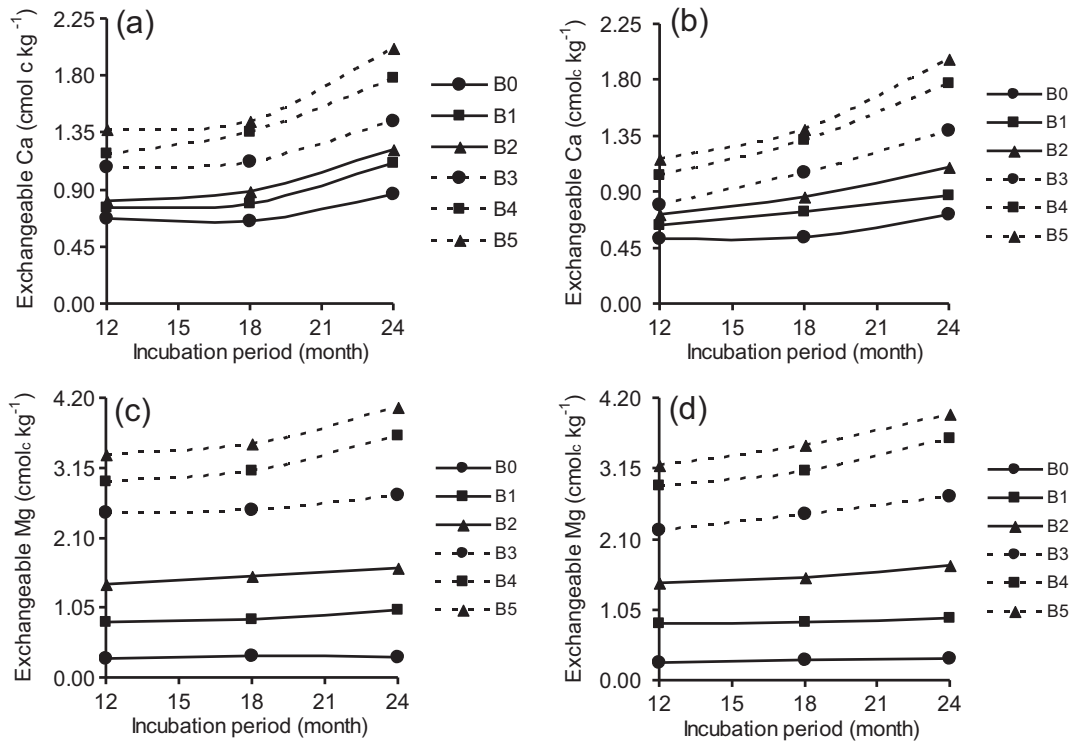 (a)
Exchangeable Ca (cmol c kg⁻¹)
2.25
1.80
1.35
0.90
0.45
0.00
12 15 18 21 24
Incubation period (month)
B0
B1
B2
B3
B4
B5
(b)
Exchangeable Ca (cmolc kg⁻¹)
2.25
1.80
1.35
0.90
0.45
0.00
12 15 18 21 24
Incubation period (month)
B0
B1
B2
B3
B4
B5
(c)
Exchangeable Mg (cmolc kg⁻¹)
4.20
3.15
2.10
1.05
0.00
12 15 18 21 24
Incubation period (month)
B0
B1
B2
B3
B4
B5
(d)
Exchangeable Mg (cmolc kg⁻¹)
4.20
3.15
2.10
1.05
0.00
12 15 18 21 24
Incubation period (month)
B0
B1
B2
B3
B4
B5